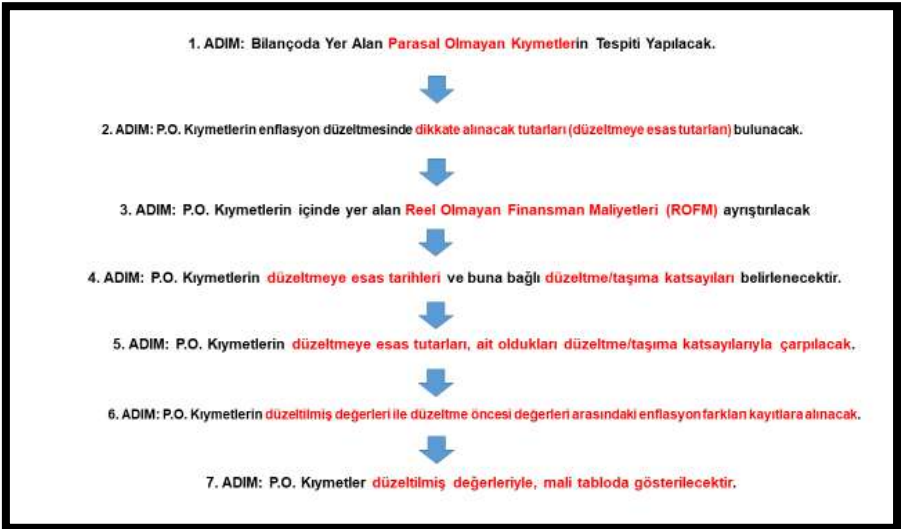 1. ADIM: Bilançoda Yer Alan Parasal Olmayan Kıymetlerin Tespiti Yapılacak.
2. ADIM: P.O. Kıymetlerin enflasyon düzeltmesinde dikkate alınacak tutarları (düzeltmeye esas tutarları) bulunacak.
3. ADIM: P.O. Kıymetlerin içinde yer alan Reel Olmayan Finansman Maliyetleri (ROFM) ayrıştırılacak
4. ADIM: P.O. Kıymetlerin düzeltmeye esas tarihleri ve buna bağlı düzeltme/taşıma katsayıları belirlenecektir.
5. ADIM: P.O. Kıymetlerin düzeltmeye esas tutarları, ait oldukları düzeltme/taşıma katsayılarıyla çarpılacak.
6. ADIM: P.O. Kıymetlerin düzeltilmiş değerleri ile düzeltme öncesi değerleri arasındaki enflasyon farkları kayıtlara alınacak.
7. ADIM: P.O. Kıymetler düzeltilmiş değerleriyle, mali tabloda gösterilecektir.